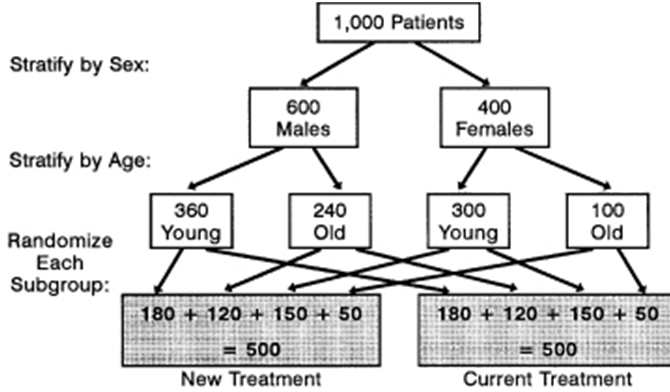 1,000 Patients
Stratify by Sex:
600
Males
400
Females
Stratify by Age:
360
Young
240
Old
300
Young
100
Old
Randomize
Each
Subgroup:
180 + 120 + 150 + 50
= 500
180 + 120 + 150 + 50
= 500
New Treatment
Current Treatment